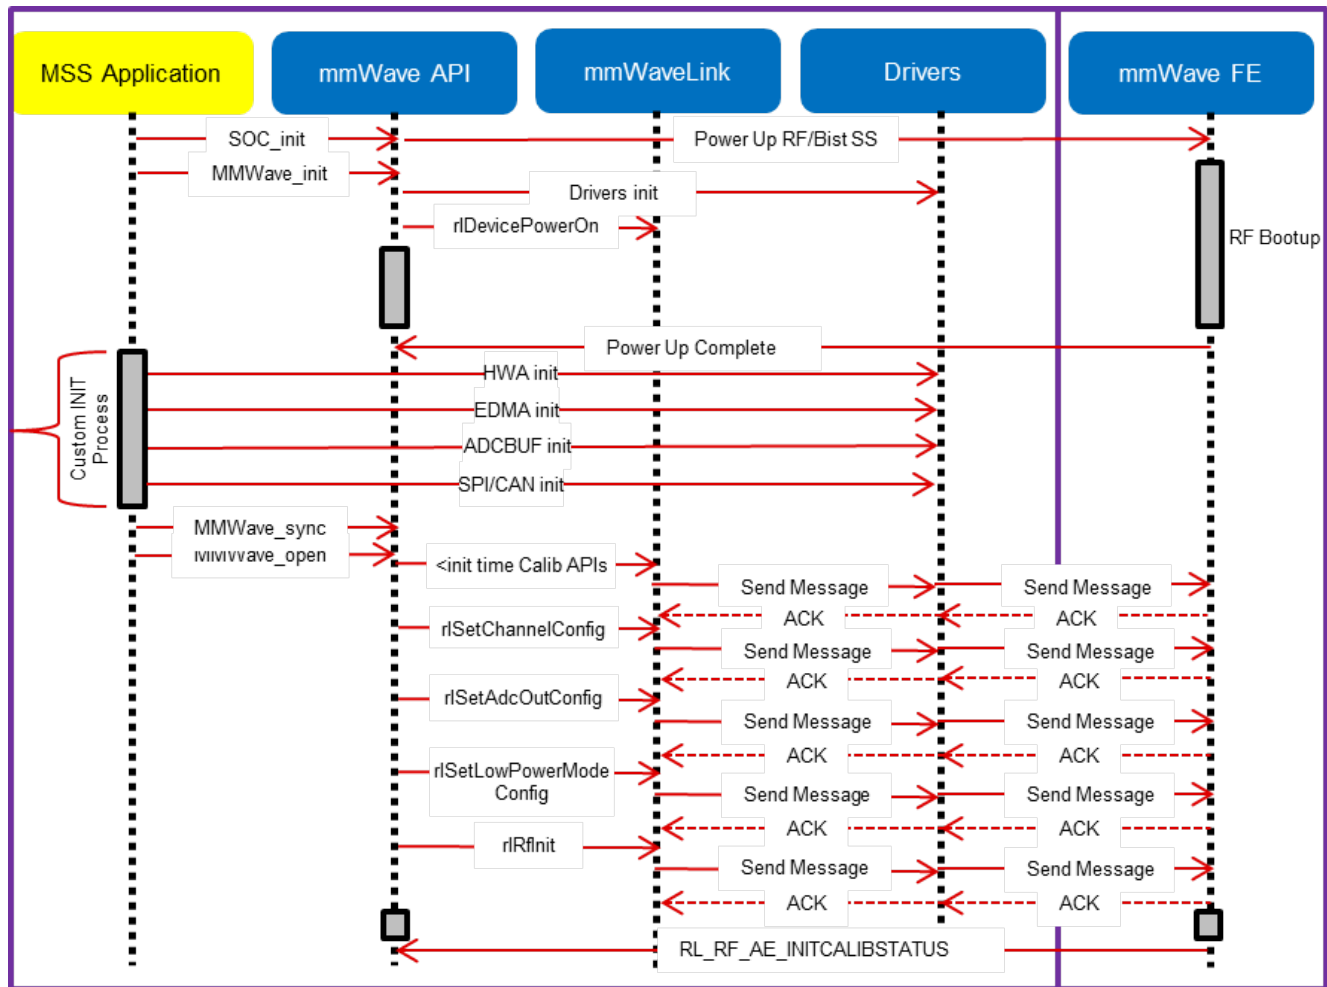 MSS Application
mmWave API
mmWaveLink
Drivers
mmWave FE
SOC_init
Power Up RF/Bist SS
MMWave_init
Drivers init
rlDevicePowerOn
RF Bootup
Power Up Complete
HWA init
EDMA init
ADCBUF init
SPI/CAN init
Custom INIT
Process
MMWave_sync
MMWave_open
<init time Calib APIs
Send Message
Send Message
ACK
ACK
rlSetChannelConfig
Send Message
Send Message
ACK
ACK
rlSetAdcOutConfig
Send Message
Send Message
ACK
ACK
rlSetLowPowerMode
Config
Send Message
Send Message
ACK
ACK
rlRfInit
Send Message
Send Message
ACK
ACK
RL_RF_AE_INITCALIBSTATUS